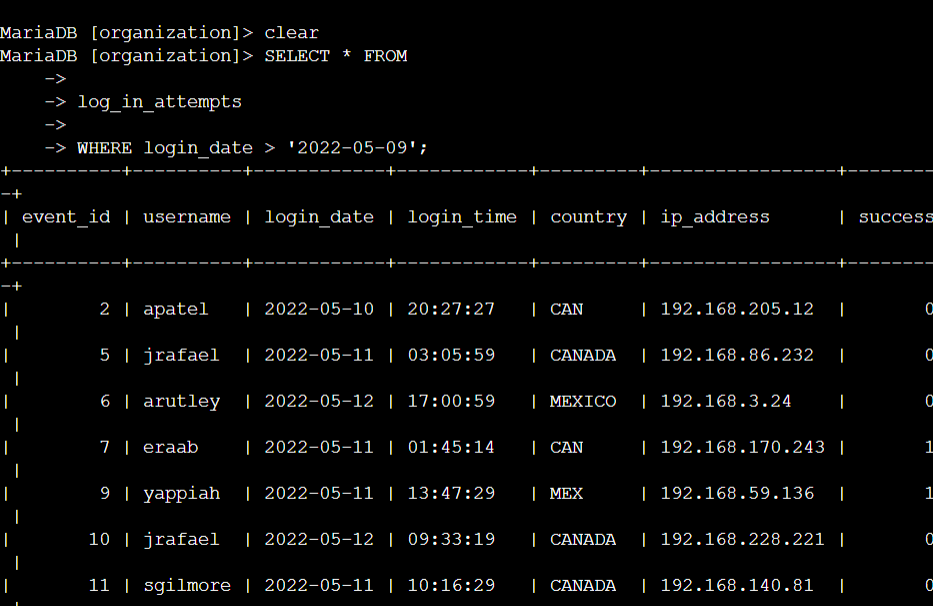 MariaDB [organization]> clear
MariaDB [organization]> SELECT * FROM
    ->
    -> log_in_attempts
    ->
    -> WHERE login_date > '2022-05-09';
+----------+----------+------------+------------+---------+-----------------+--------
-+
| event_id | username | login_date | login_time | country | ip_address      | success
 |
+----------+----------+------------+------------+---------+-----------------+--------
-+
|        2 | apatel   | 2022-05-10 | 20:27:27   | CAN     | 192.168.205.12  |       0
 |
|        5 | jrafael  | 2022-05-11 | 03:05:59   | CANADA  | 192.168.86.232  |       0
 |
|        6 | arutley  | 2022-05-12 | 17:00:59   | MEXICO  | 192.168.3.24    |       0
 |
|        7 | eraab    | 2022-05-11 | 01:45:14   | CAN     | 192.168.170.243 |       1
 |
|        9 | yappiah  | 2022-05-11 | 13:47:29   | MEX     | 192.168.59.136  |       1
 |
|       10 | jrafael  | 2022-05-12 | 09:33:19   | CANADA  | 192.168.228.221 |       0
 |
|       11 | sgilmore | 2022-05-11 | 10:16:29   | CANADA  | 192.168.140.81  |       0
 |